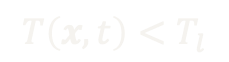 T(x, t) < T_l